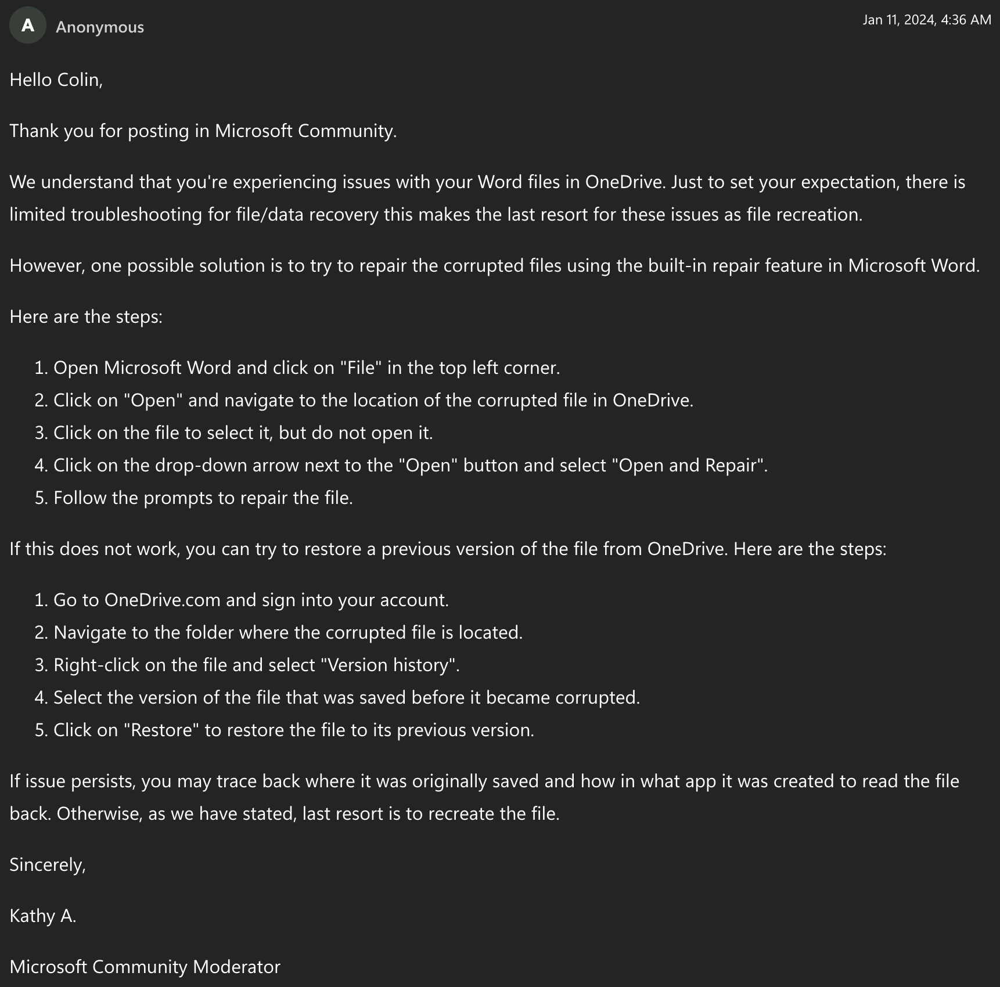 A
Anonymous
Jan 11, 2024, 4:36 AM
Hello Colin,
Thank you for posting in Microsoft Community.
We understand that you're experiencing issues with your Word files in OneDrive. Just to set your expectation, there is
limited troubleshooting for file/data recovery this makes the last resort for these issues as file recreation.
However, one possible solution is to try to repair the corrupted files using the built-in repair feature in Microsoft Word.
Here are the steps:
1. Open Microsoft Word and click on "File" in the top left corner.
2. Click on "Open" and navigate to the location of the corrupted file in OneDrive.
3. Click on the file to select it, but do not open it.
4. Click on the drop-down arrow next to the "Open" button and select "Open and Repair".
5. Follow the prompts to repair the file.
If this does not work, you can try to restore a previous version of the file from OneDrive. Here are the steps:
1. Go to OneDrive.com and sign into your account.
2. Navigate to the folder where the corrupted file is located.
3. Right-click on the file and select "Version history".
4. Select the version of the file that was saved before it became corrupted.
5. Click on "Restore" to restore the file to its previous version.
If issue persists, you may trace back where it was originally saved and how in what app it was created to read the file
back. Otherwise, as we have stated, last resort is to recreate the file.
Sincerely,
Kathy A.
Microsoft Community Moderator